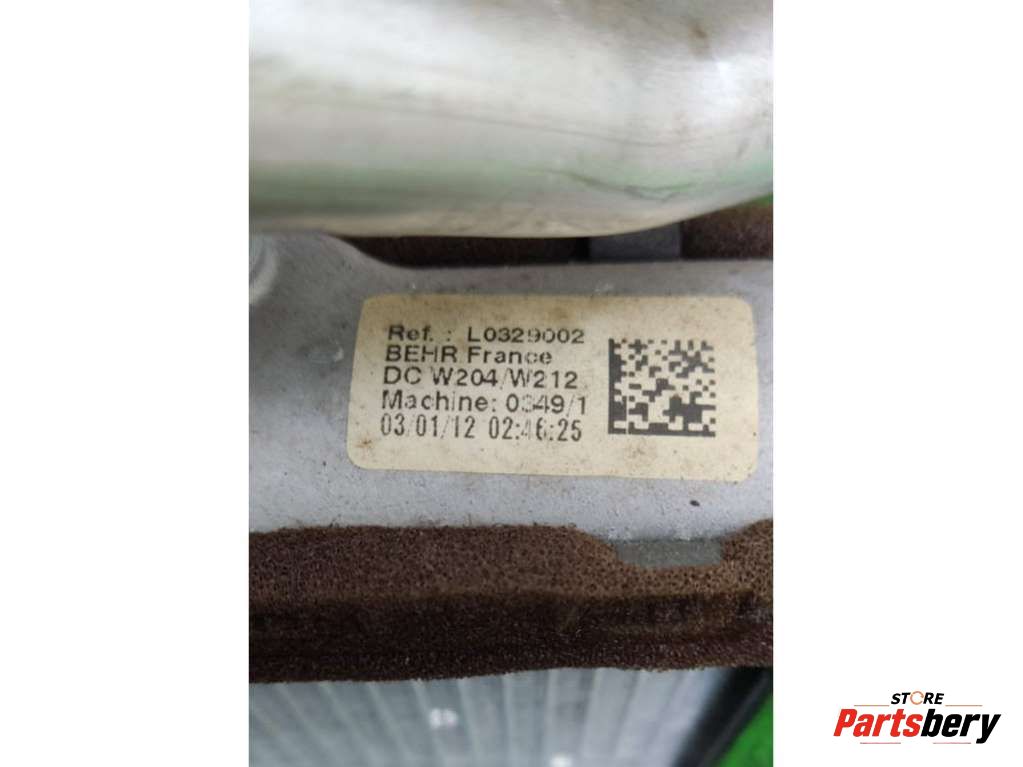 Ref. : L0329002
BEHR France
DC W204/W212
Machine: 0349/1
03/01/12 02:46:25
STORE
Partsbery